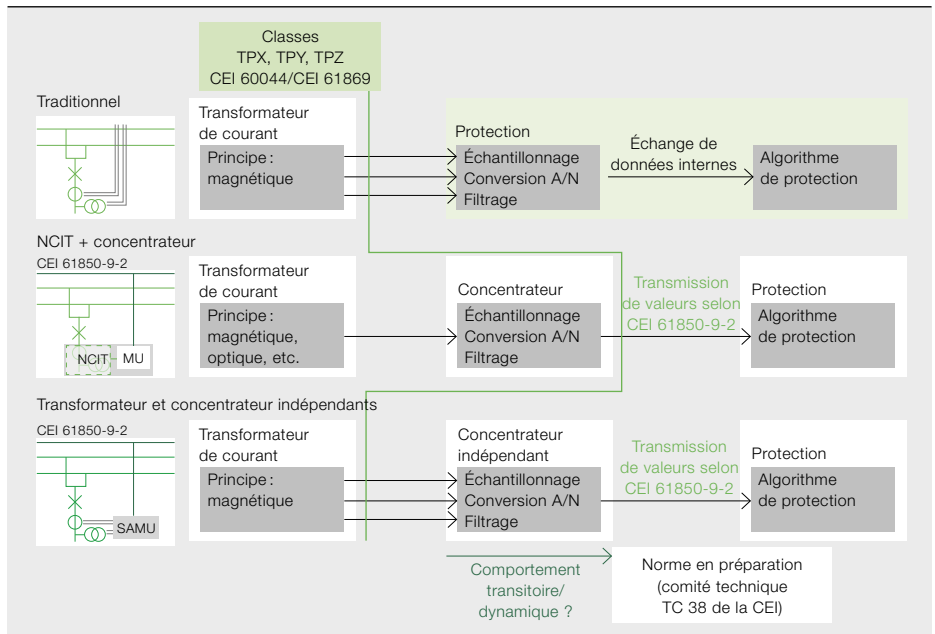 Classes
TPX, TPY, TPZ
CEI 60044/CEI 61869
Traditionnel
Transformateur
de courant
Principe :
magnétique
Protection
Échantillonnage
Conversion A/N
Filtrage
Échange de
données internes
Algorithme
de protection
NCIT + concentrateur
CEI 61850-9-2
NCIT
MU
Transformateur
de courant
Principe :
magnétique,
optique, etc.
Concentrateur
Échantillonnage
Conversion A/N
Filtrage
Transmission
de valeurs selon
CEI 61850-9-2
Protection
Algorithme
de protection
Transformateur et concentrateur indépendants
CEI 61850-9-2
SAMU
Transformateur
de courant
Principe :
magnétique
Concentrateur
indépendant
Échantillonnage
Conversion A/N
Filtrage
Transmission
de valeurs selon
CEI 61850-9-2
Protection
Algorithme
de protection
Comportement
transitoire/
dynamique ?
Norme en préparation
(comité technique
TC 38 de la CEI)